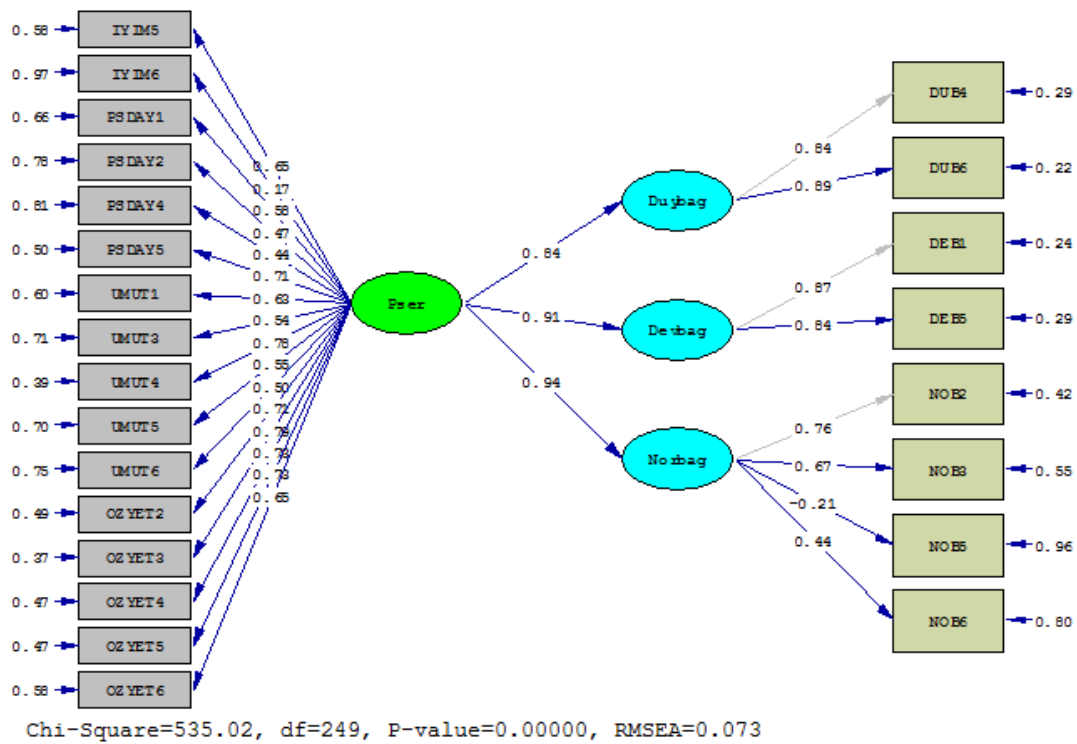 0.58 IYIM5
0.97 IYIM6
0.66 PSDAY1
0.78 PSDAY2
0.81 PSDAY4
0.50 PSDAY5
0.60 UMUT1
0.71 UMUT3
0.39 UMUT4
0.70 UMUT5
0.75 UMUT6
0.49 OZYET2
0.37 OZYET3
0.47 OZYET4
0.47 OZYET5
0.58 OZYET6
0.65
0.17
0.58
0.47
0.44
0.71
0.63
0.54
0.78
0.55
0.50
0.72
0.79
0.73
0.73
0.65
Pser
0.84
0.91
0.94
Duybag
Devbag
Norbag
0.84
0.89
0.87
0.84
0.76
0.67
-0.21
0.44
DUB4 0.29
DUB6 0.22
DEB1 0.24
DEB5 0.29
NOB2 0.42
NOB3 0.55
NOB5 0.96
NOB6 0.80
Chi-Square=535.02, df=249, P-value=0.00000, RMSEA=0.073